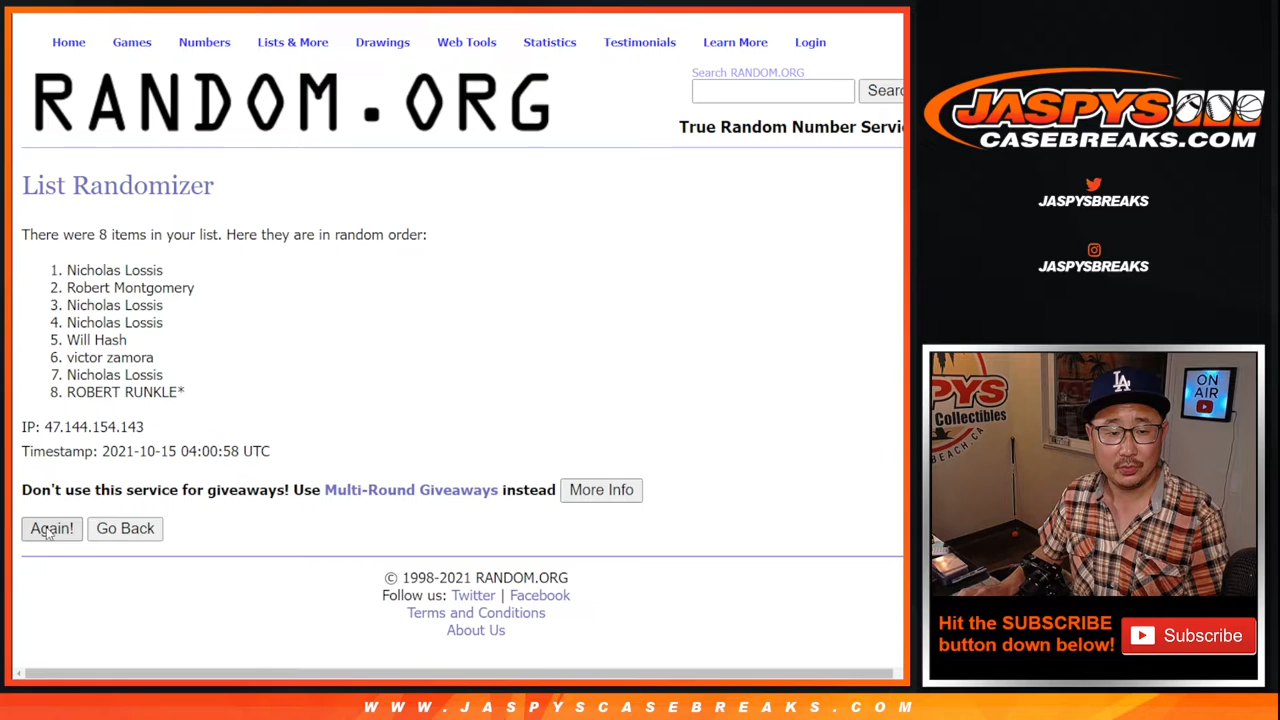 Home Games Numbers Lists & More Drawings Web Tools Statistics Testimonials Learn More Login
RANDOM.ORG
Search RANDOM.ORG
Searc
True Random Number Servi
List Randomizer
There were 8 items in your list. Here they are in random order:
1. Nicholas Lossis
2. Robert Montgomery
3. Nicholas Lossis
4. Nicholas Lossis
5. Will Hash
6. victor zamora
7. Nicholas Lossis
8. ROBERT RUNKLE*
IP: 47.144.154.143
Timestamp: 2021-10-15 04:00:58 UTC
Don't use this service for giveaways! Use Multi-Round Giveaways instead More Info
Again! Go Back
© 1998-2021 RANDOM.ORG
Follow us: Twitter | Facebook
Terms and Conditions
About Us
JASPYS
CASEBREAKS.COM
JASPYSBREAKS
JASPYSBREAKS
PYS
Collectibles
BEACH, CA
LA
ON
AIR
Hit the SUBSCRIBE
button down below!
Subscribe
WWW.JASPYSCASEBREAKS.COM